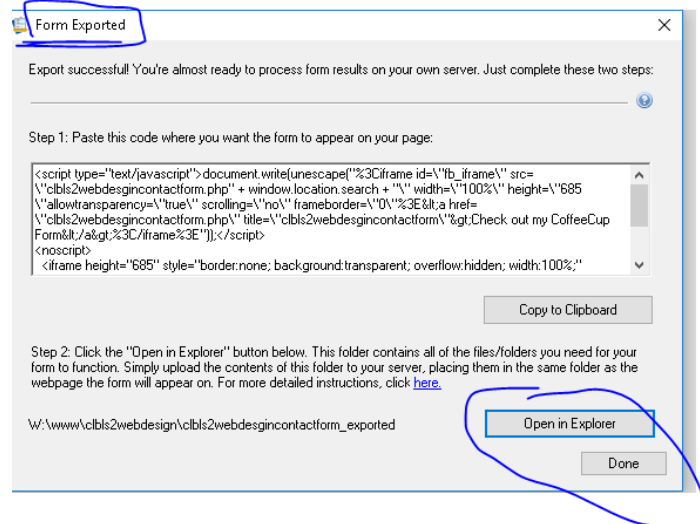 Form Exported
Export successful! You're almost ready to process form results on your own server. Just complete these two steps:
Step 1: Paste this code where you want the form to appear on your page:
<script type="text/javascript">document.write(unescape("%3Ciframe id=\"fb_iframe\" src=
\"clbls2webdesgincontactform.php" + window.location.search + "\" width=\"100%\" height=\"685
\"allowtransparency=\"true\" scrolling=\"no\" frameborder=\"0\"%3E&lt;a href=
\"clbls2webdesgincontactform.php\" title=\"clbls2webdesgincontactform\"&gt;Check out my CoffeeCup
Form&lt;/a&gt;%3C/iframe%3E"));</script>
<noscript>
<iframe height="685" style="border:none; background:transparent; overflow:hidden; width:100%;"
Copy to Clipboard
Step 2: Click the "Open in Explorer" button below. This folder contains all of the files/folders you need for your
form to function. Simply upload the contents of this folder to your server, placing them in the same folder as the
webpage the form will appear on. For more detailed instructions, click here.
W:\www\clbls2webdesign\clbls2webdesgincontactform_exported
Open in Explorer
Done